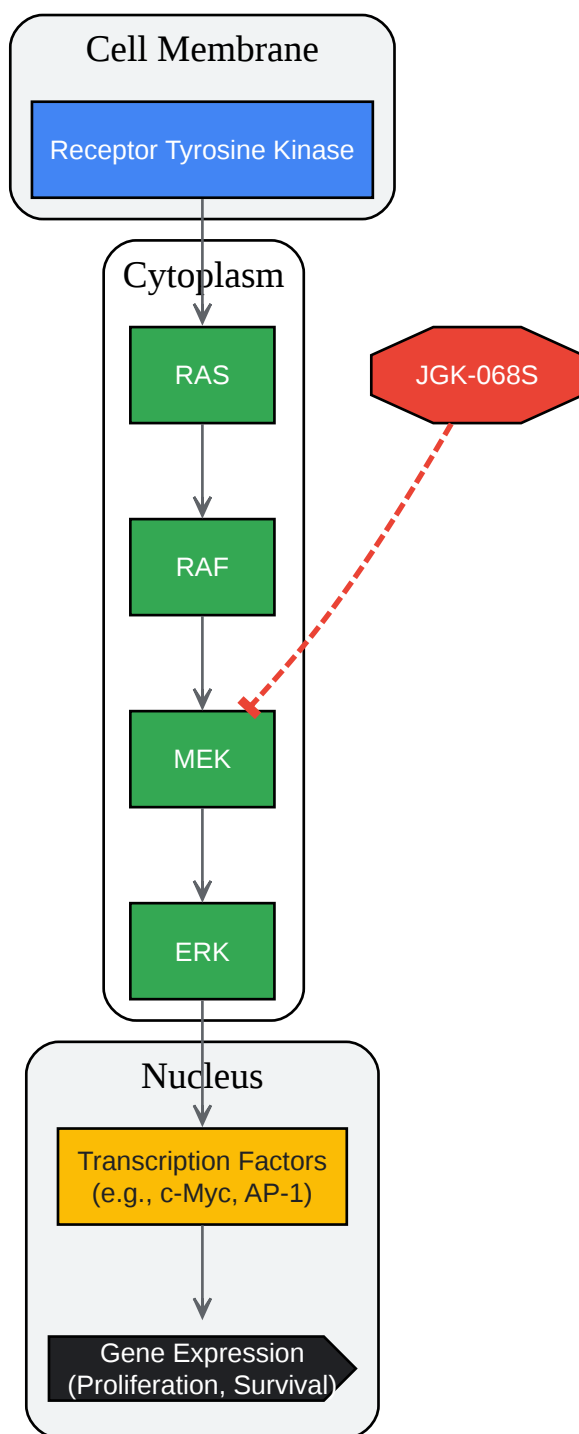 Cell Membrane
Receptor Tyrosine Kinase
Cytoplasm
RAS
JGK-068S
RAF
MEK
ERK
Nucleus
Transcription Factors
(e.g., c-Myc, AP-1)
Gene Expression
(Proliferation, Survival)